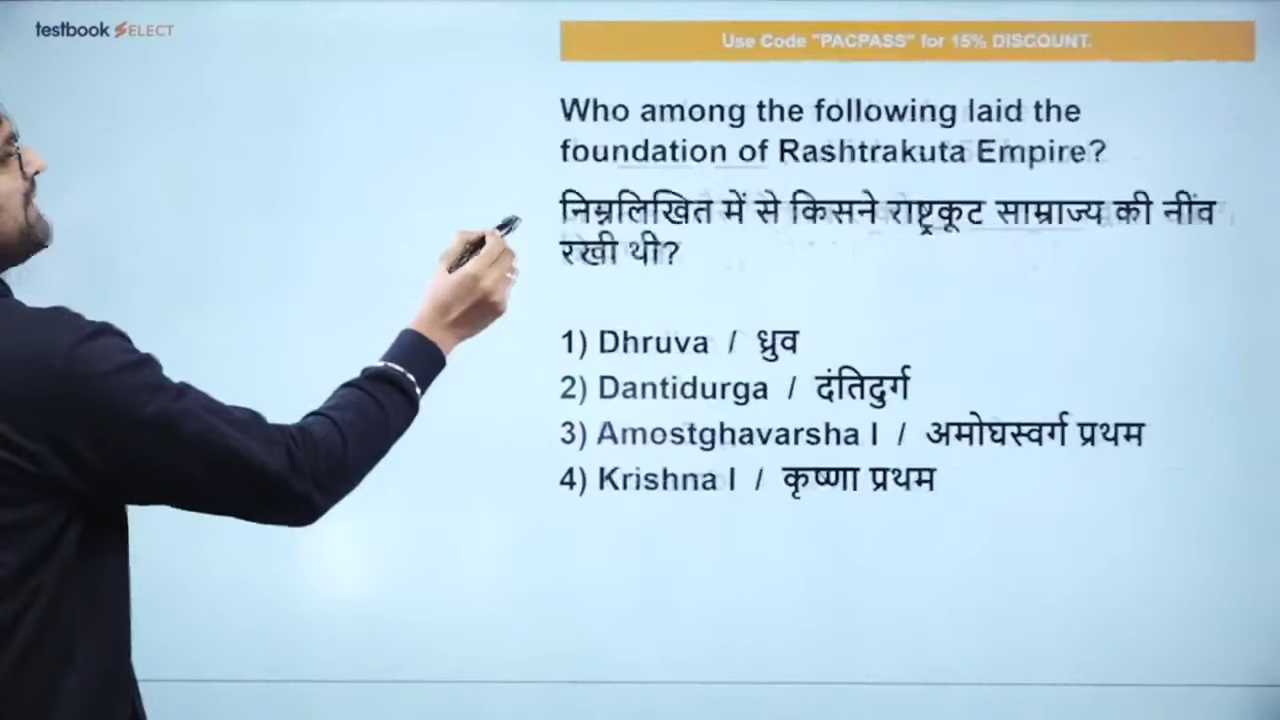 testbook SELECT
Use Code "PACPASS" for 15% DISCOUNT.
Who among the following laid the
foundation of Rashtrakuta Empire?
निम्नलिखित में से किसने राष्ट्रकूट साम्राज्य की नींव
रखी थी?
1) Dhruva / ध्रुव
2) Dantidurga / दंतिदुर्ग
3) Amostghavarsha I / अमोघस्वर्ग प्रथम
4) Krishna I / कृष्णा प्रथम